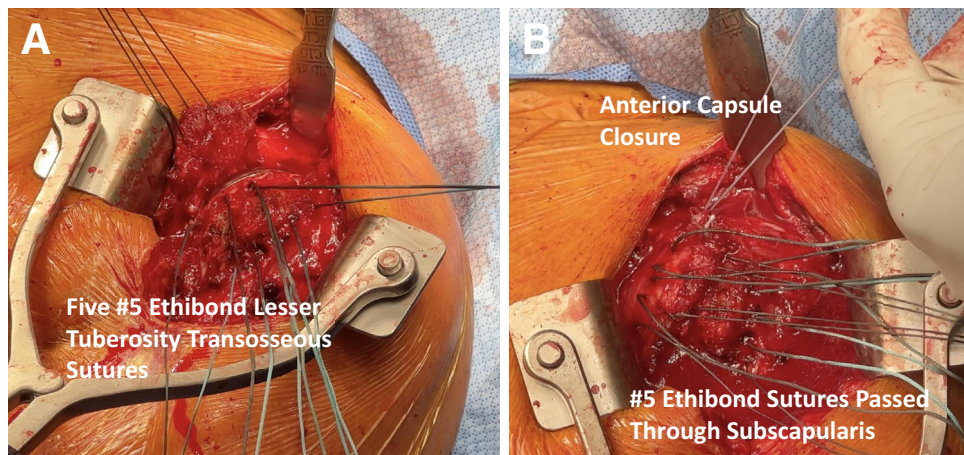 A
Five #5 Ethibond Lesser
Tuberosity Transosseous
Sutures
B
Anterior Capsule
Closure
#5 Ethibond Sutures Passed
Through Subscapularis